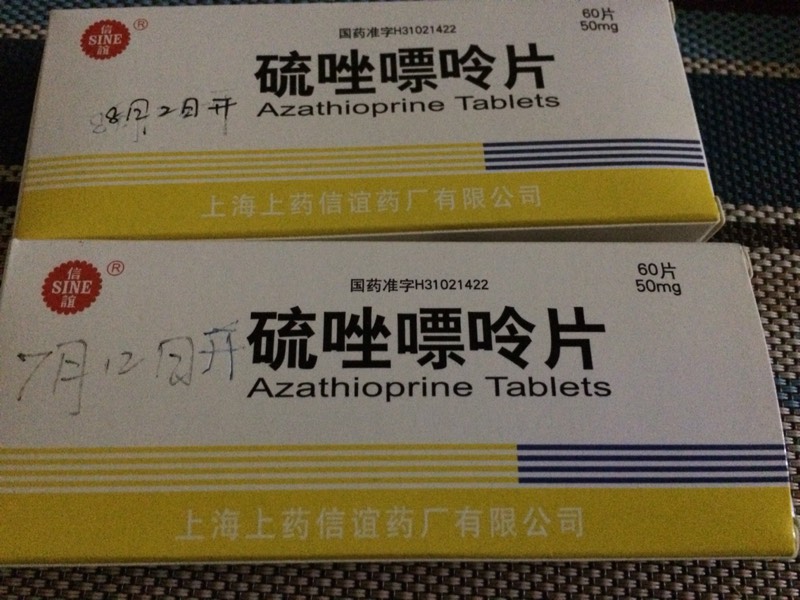 信
SINE
誼
®
国药准字H31021422
60片
50mg
硫唑嘌呤片
Azathioprine Tablets
8月2日开
上海上药信谊药厂有限公司
信
SINE
誼
®
国药准字H31021422
60片
50mg
硫唑嘌呤片
Azathioprine Tablets
7月12日开
上海上药信谊药厂有限公司